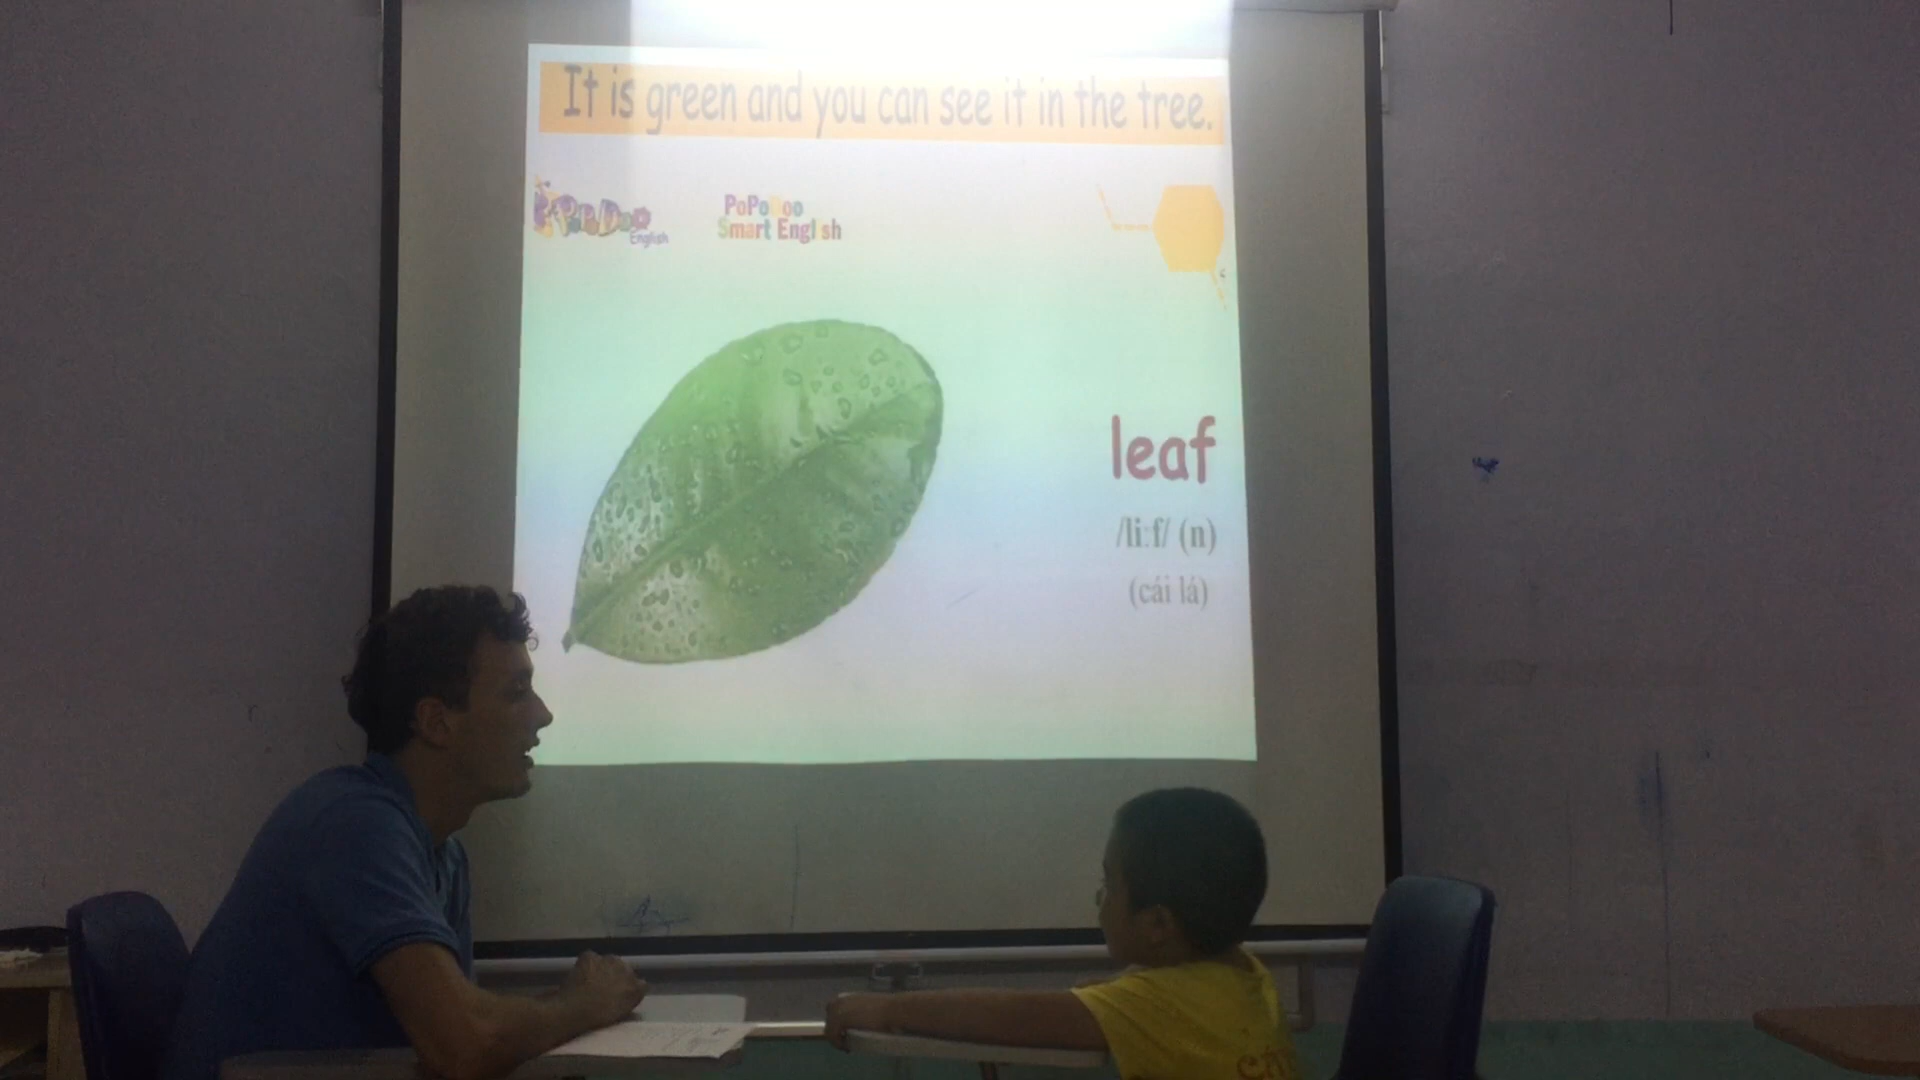 It is green and you can see it in the tree.
PoPoDoo
English
PoPoDoo
Smart English
leaf
/li:f/ (n)
(cái lá)